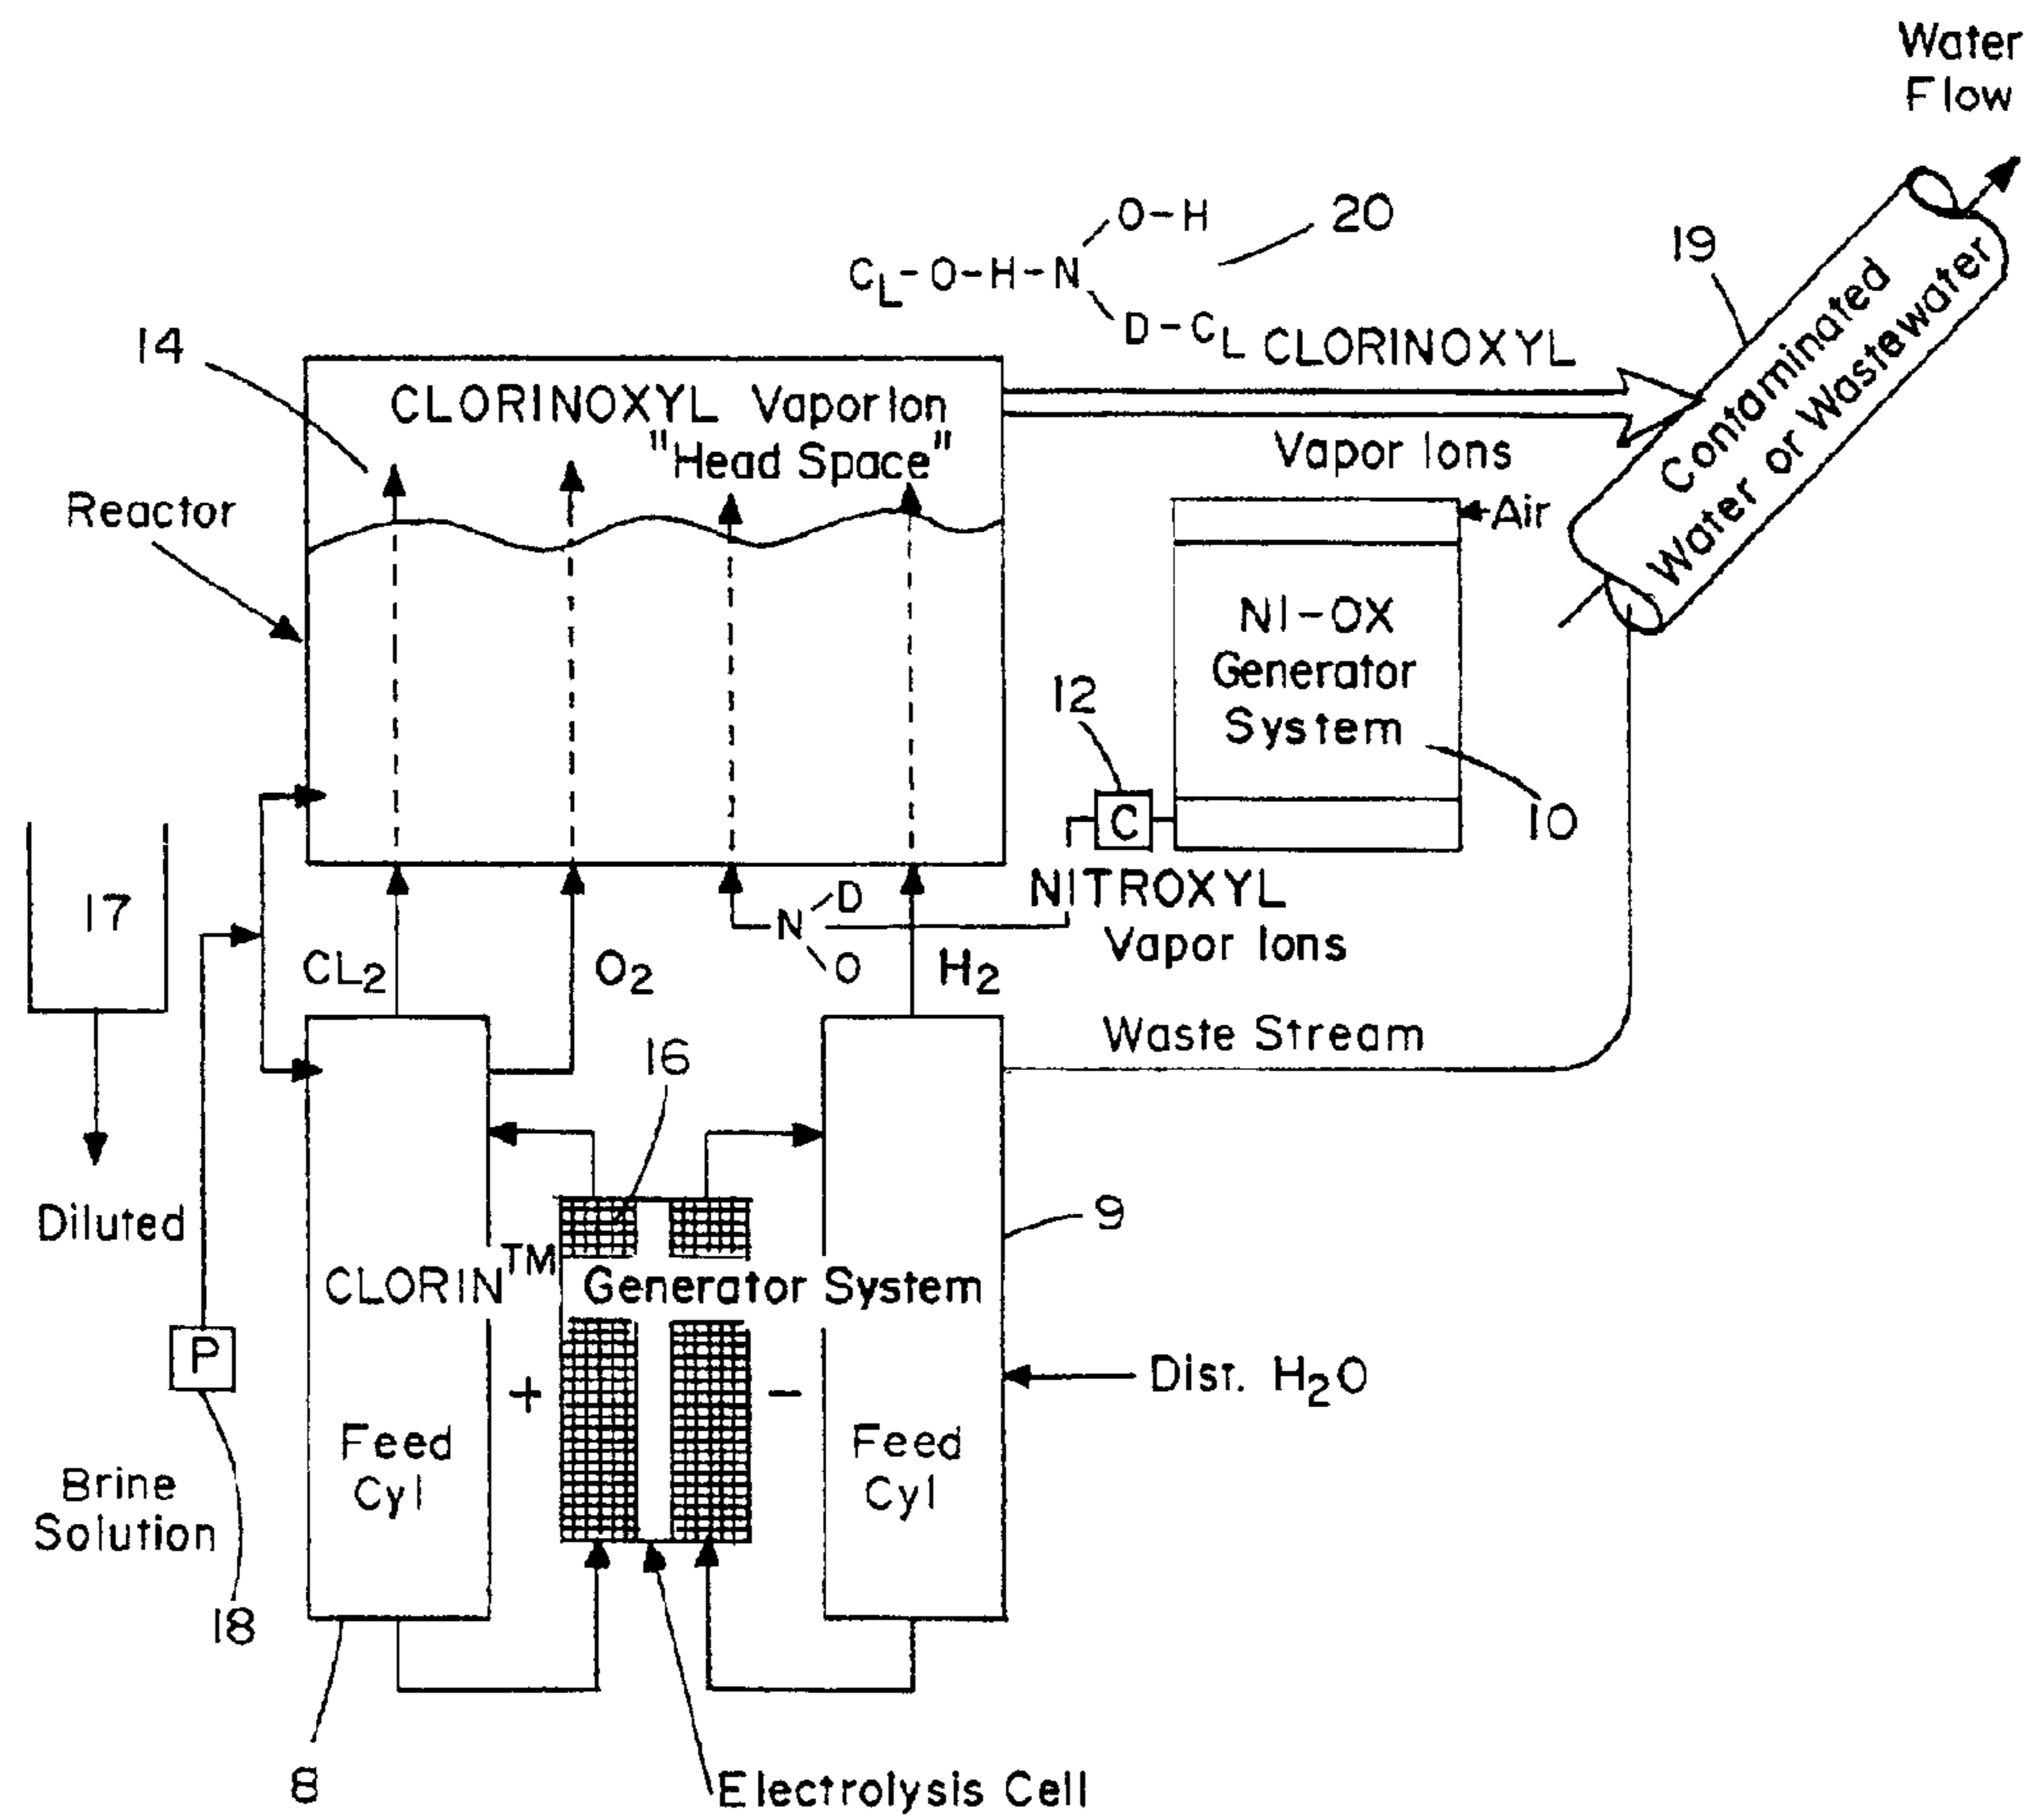 Water
Flow
20
O-H
CL-O-H-N
D-CL
CLORINOXYL
19
Contaminated
Water or Wastewater
14
CLORINOXYL Vapor Ion
"Head Space"
Vapor Ions
Reactor
Air
NI-OX
Generator
System
12
C
10
17
NITROXYL
Vapor Ions
D
N
O
CL2
O2
H2
Waste Stream
16
Diluted
9
CLORIN™ Generator System
P
+
-
Dist. H2O
Feed
Cyl
Feed
Cyl
Brine
Solution
18
8
Electrolysis Cell